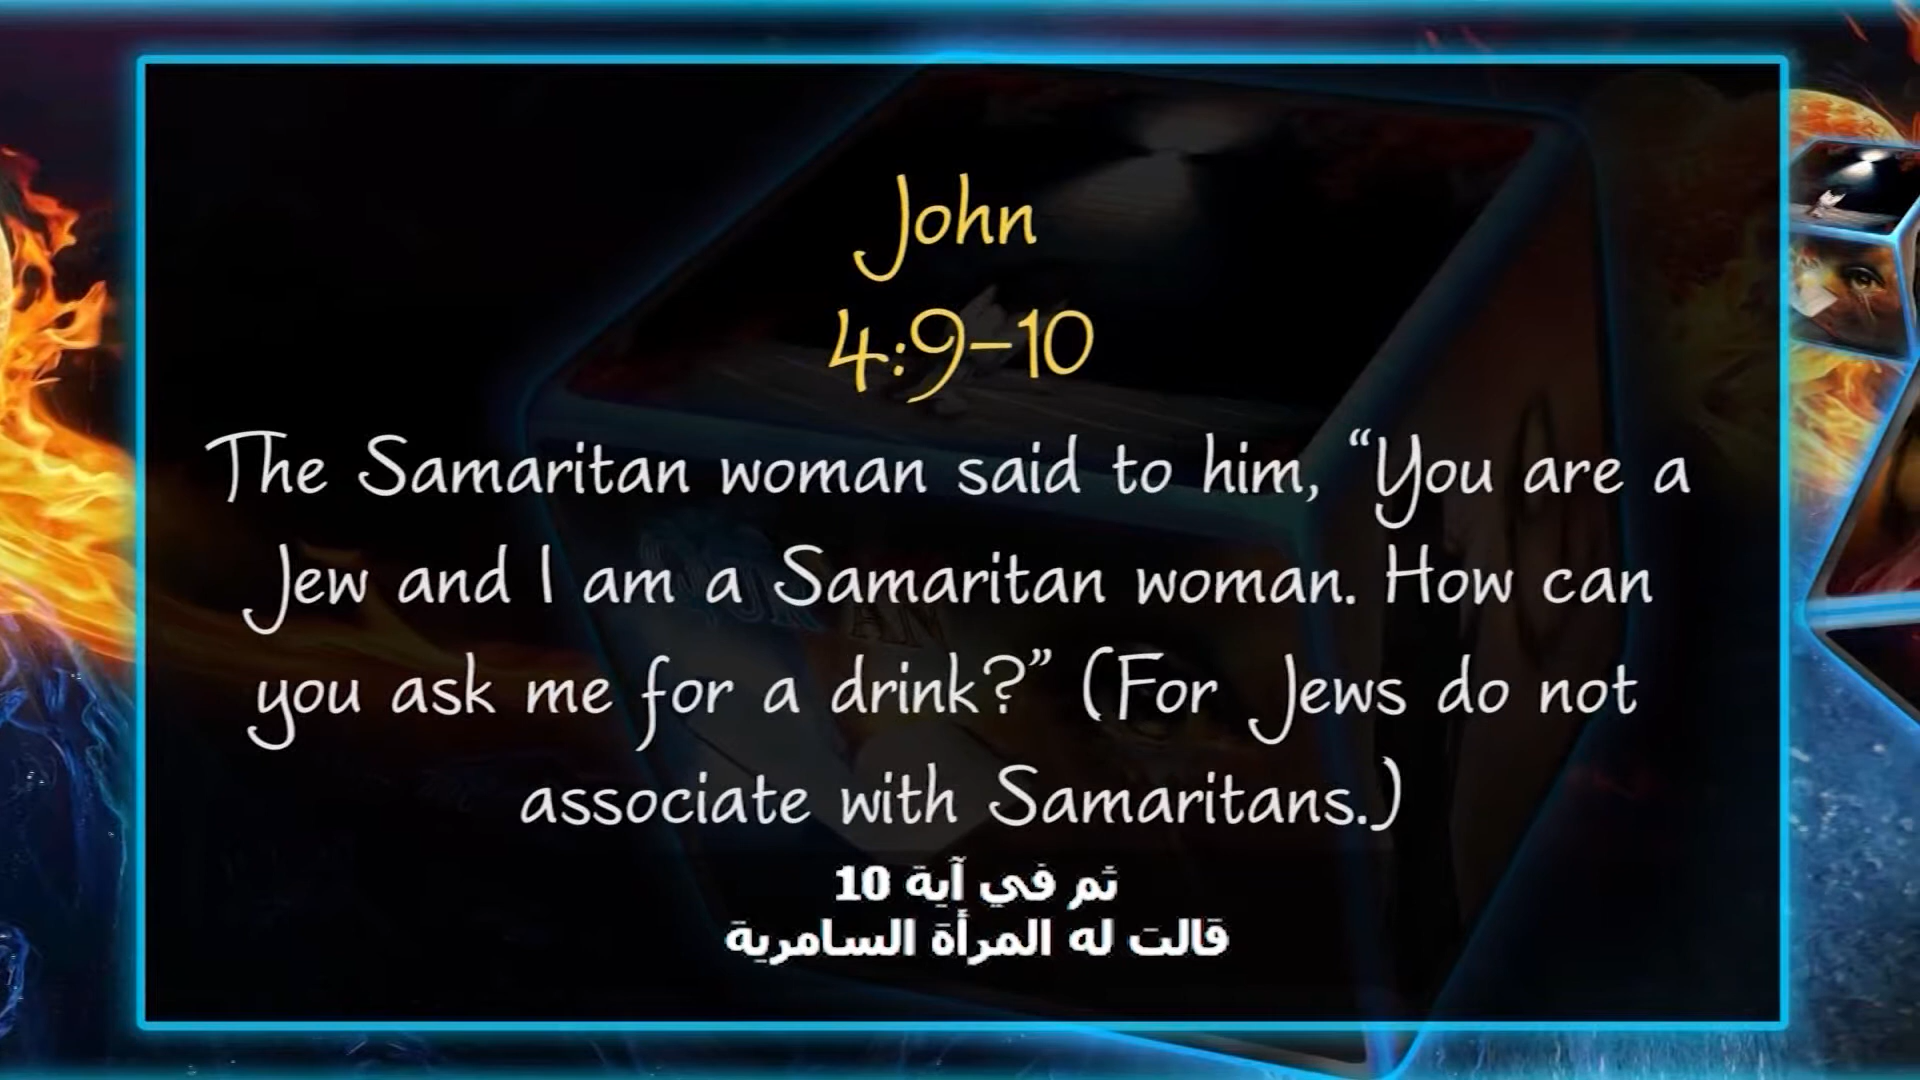 John
4:9–10
The Samaritan woman said to him, “You are a
Jew and I am a Samaritan woman. How can
you ask me for a drink?” (For Jews do not
associate with Samaritans.)
ثم في آية 10
قالت له المرأة السامرية